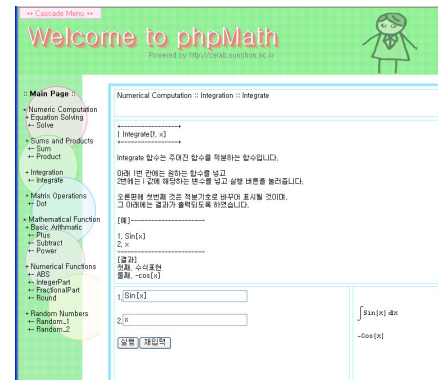 ++ Cascade Menu ++
Welcome to phpMath
Powered by http://celab.sunchon.ac.kr
:: Main Page ::
+ Numeric Computation
+ Equation Solving
+- Solve
+ Sums and Products
+- Sum
+- Product
+ Integration
+- Integrate
+ Matrix Operations
+- Dot
+ Mathematical Function
+ Basic Arithmatic
+- Plus
+- Subtract
+- Power
+ Numerical Functions
+- ABS
+- IntegerPart
+- FractionalPart
+- Round
+ Random Numbers
+- Random_1
+- Random_2
Numerical Computation :: Integration :: Integrate
+-----------------+
| Integrate[f, x]
+-----------------+
Integrate 함수는 주어진 함수를 적분하는 함수입니다.
아래 1번 칸에는 원하는 함수를 넣고
2번에는 i 값에 해당하는 변수를 넣고 실행 버튼을 눌러줍니다.
오른편에 첫번째 것은 적분기호로 바꾸어 표시될 것이며,
그 아래에는 결과가 출력되도록 하였습니다.
[예]----------------------
1. Sin[x]
2. x
--------------------------
[결과]
첫째, 수식표현
둘째, -cos[x]
1. Sin[x]
2. x
실행 재입력
∫Sin[x] dx
-Cos[x]